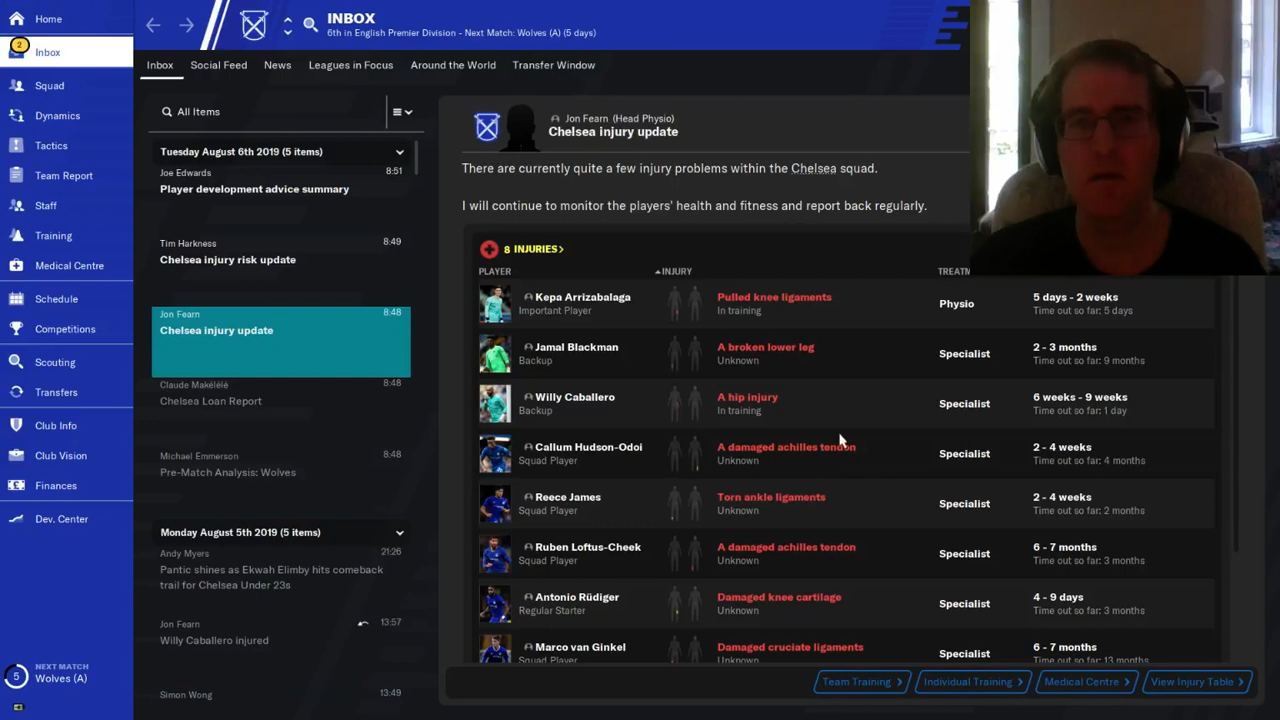 Home
2
Inbox
Squad
Dynamics
Tactics
Team Report
Staff
Training
Medical Centre
Schedule
Competitions
Scouting
Transfers
Club Info
Club Vision
Finances
Dev. Center
5
NEXT MATCH
Wolves (A)
INBOX
6th in English Premier Division - Next Match: Wolves (A) (5 days)
Inbox Social Feed News Leagues in Focus Around the World Transfer Window
All Items
Tuesday August 6th 2019 (5 items)
Joe Edwards 8:51
Player development advice summary
Tim Harkness 8:49
Chelsea injury risk update
Jon Fearn 8:48
Chelsea injury update
Claude Makélélé 8:48
Chelsea Loan Report
Michael Emmerson 8:48
Pre-Match Analysis: Wolves
Monday August 5th 2019 (5 items)
Andy Myers 21:26
Pantic shines as Ekwah Elimby hits comeback
trail for Chelsea Under 23s
Jon Fearn 13:57
Willy Caballero injured
Simon Wong 13:49
Jon Fearn (Head Physio)
Chelsea injury update
There are currently quite a few injury problems within the Chelsea squad.
I will continue to monitor the players' health and fitness and report back regularly.
8 INJURIES>
PLAYER INJURY
Kepa Arrizabalaga Pulled knee ligaments Physio 5 days - 2 weeks
Important Player In training Time out so far: 5 days
Jamal Blackman A broken lower leg Specialist 2 - 3 months
Backup Unknown Time out so far: 9 months
Willy Caballero A hip injury Specialist 6 weeks - 9 weeks
Backup In training Time out so far: 1 day
Callum Hudson-Odoi A damaged achilles tendon Specialist 2 - 4 weeks
Squad Player Unknown Time out so far: 4 months
Reece James Torn ankle ligaments Specialist 2 - 4 weeks
Squad Player Unknown Time out so far: 2 months
Ruben Loftus-Cheek A damaged achilles tendon Specialist 6 - 7 months
Squad Player Unknown Time out so far: 3 months
Antonio Rüdiger Damaged knee cartilage Specialist 4 - 9 days
Regular Starter Unknown Time out so far: 3 months
Marco van Ginkel Damaged cruciate ligaments Specialist 6 - 7 months
Squad Player Unknown Time out so far: 13 months
Team Training > Individual Training > Medical Centre > View Injury Table >